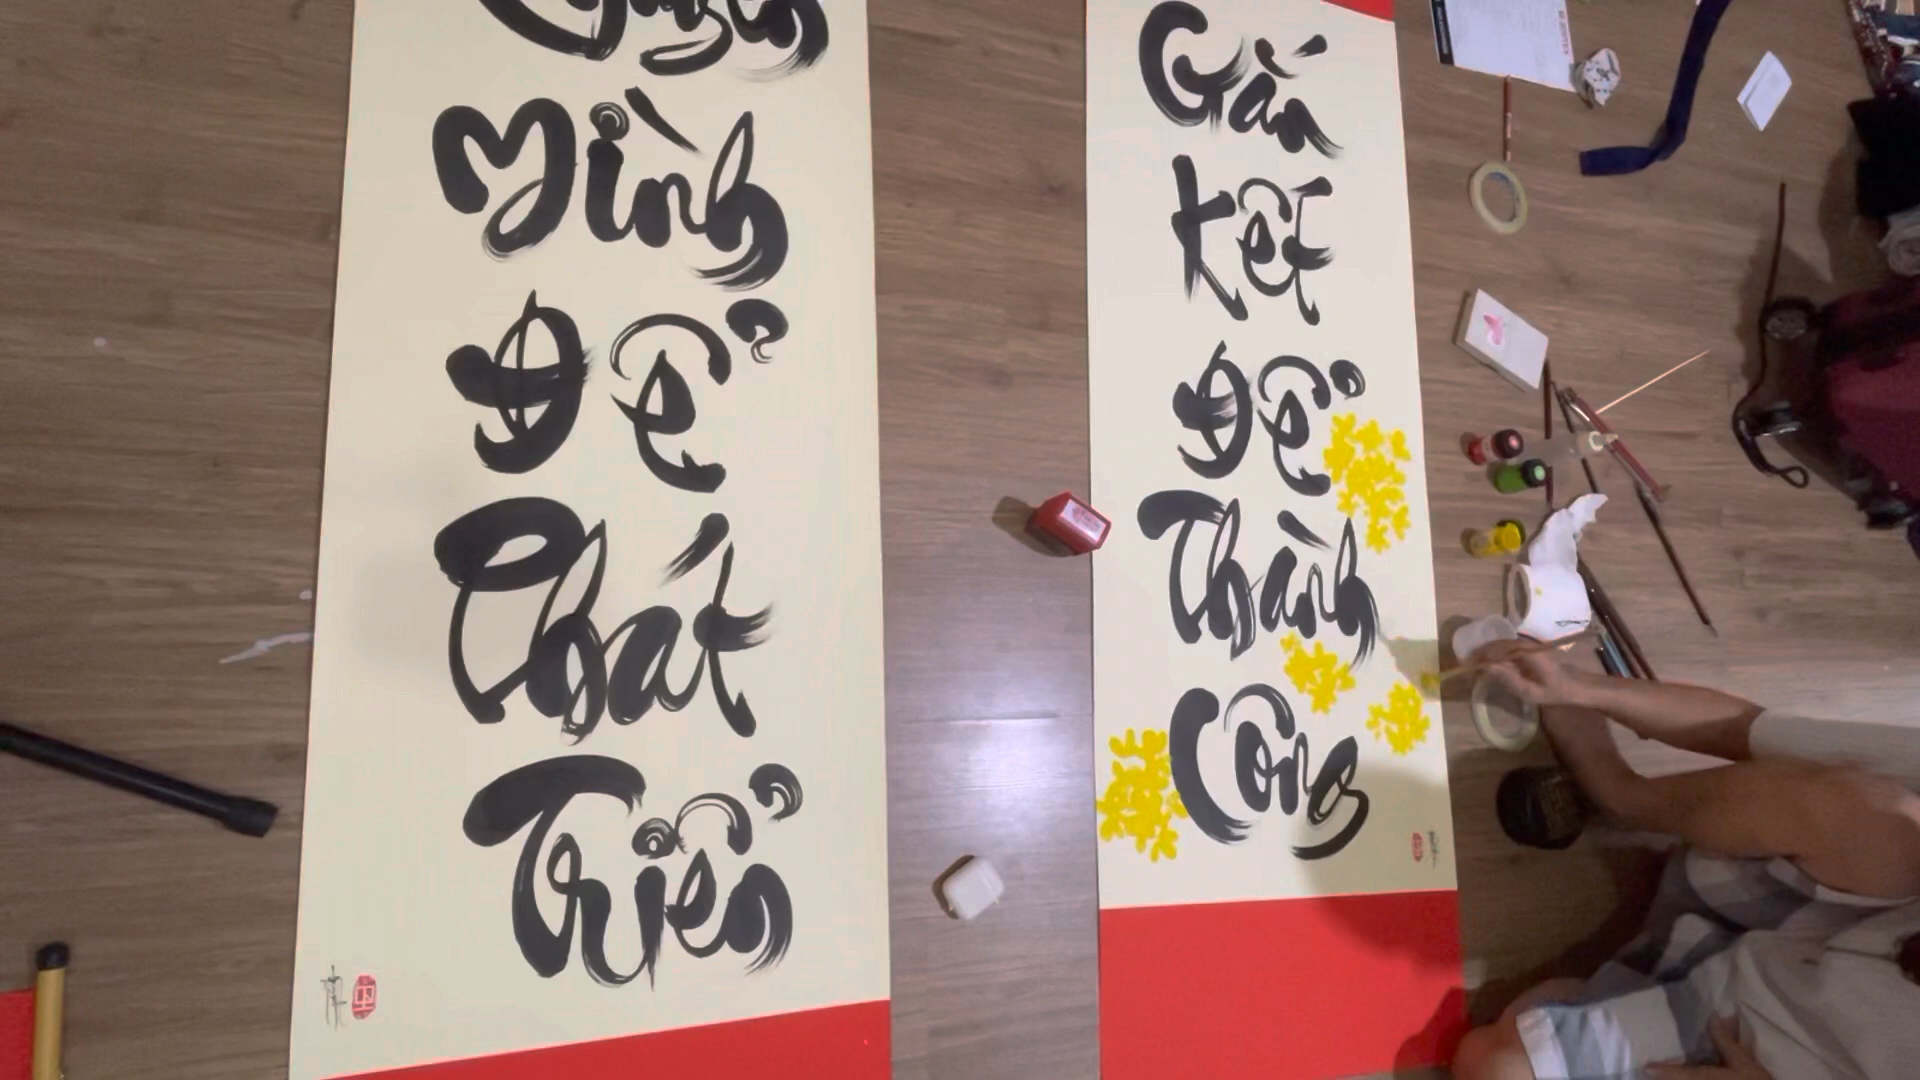 Mình
Để
Phát
Triển
Gắn
Kết
Để
Thành
Công